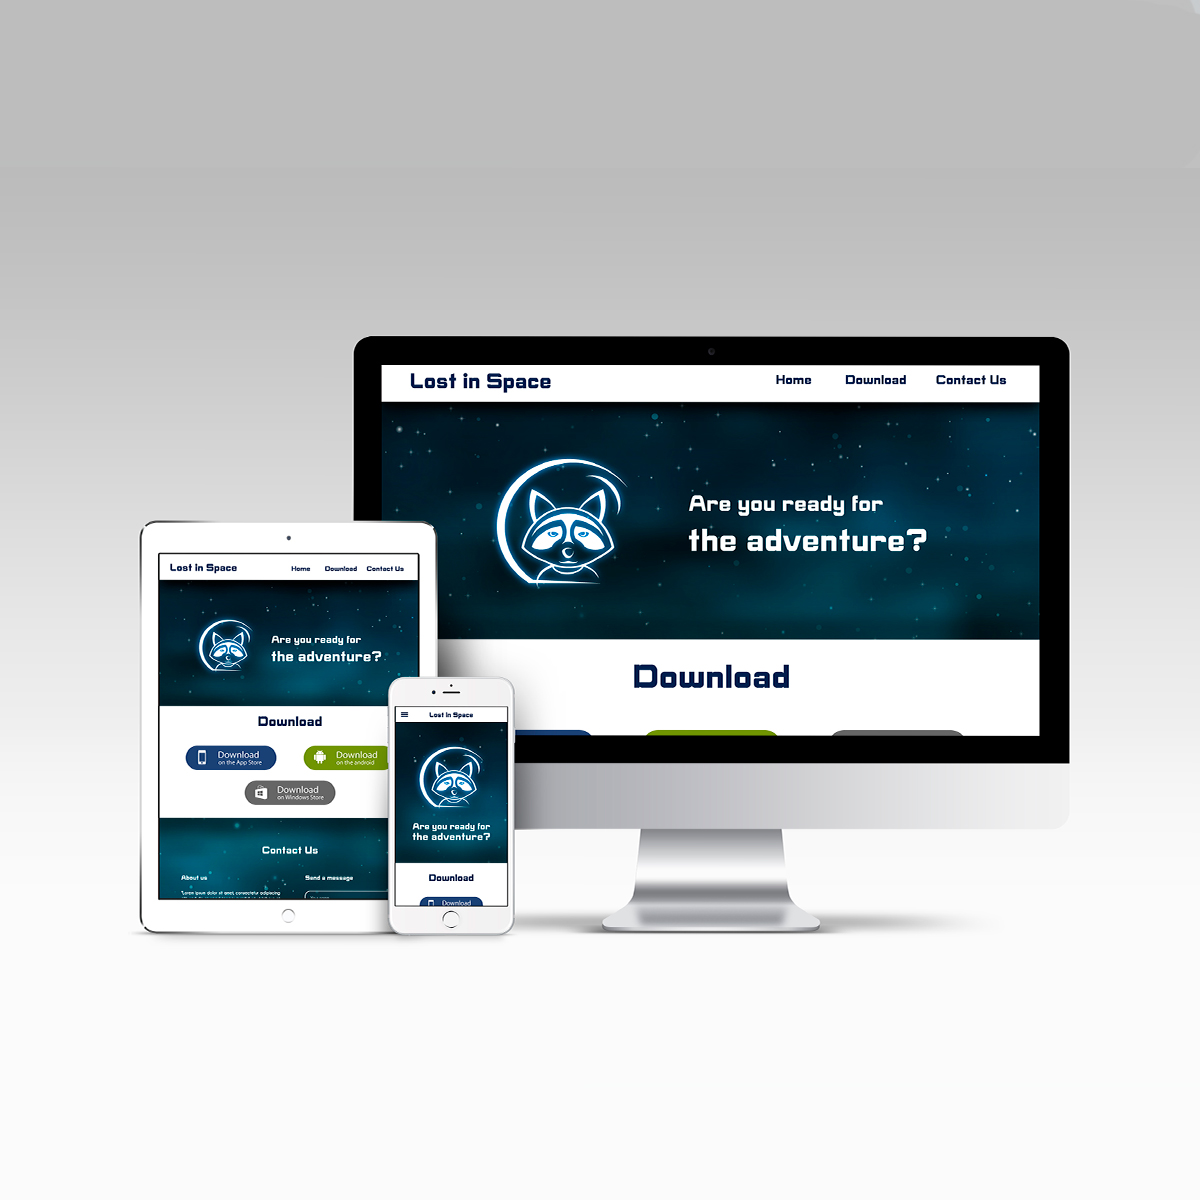 Lost in Space
Home Download Contact Us
Are you ready for
the adventure?
Download
Lost in Space
Home Download Contact Us
Are you ready for
the adventure?
Download
Download
on the App Store
Download
on the android
Download
on Windows Store
Contact Us
About us Send a message
Lorem ipsum dolor sit amet, consectetur adipiscing
Lost in Space
Are you ready for
the adventure?
Download
Download